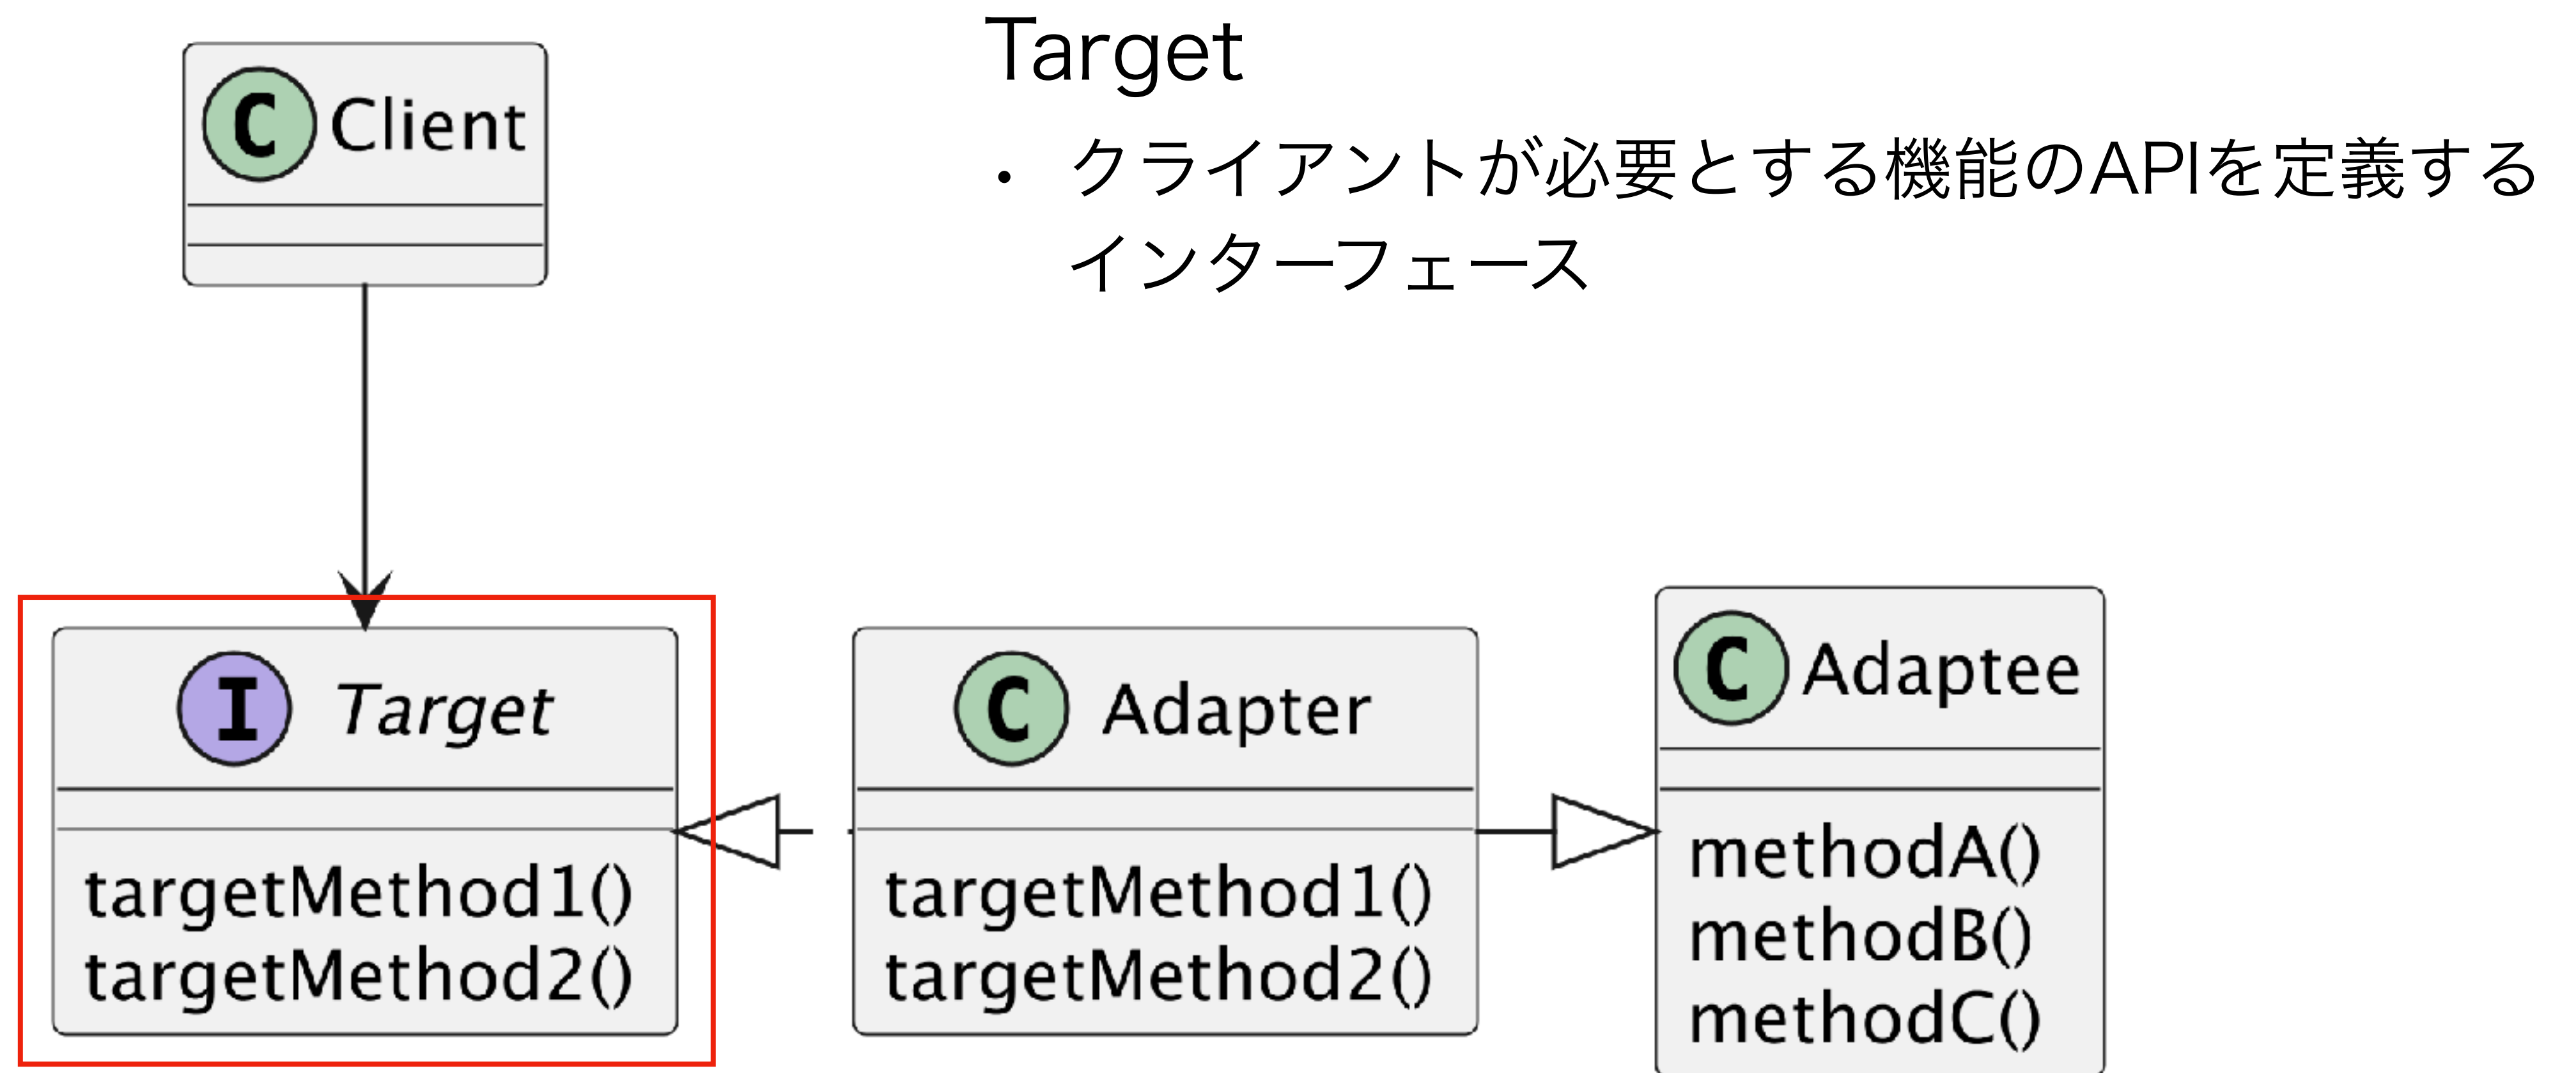 Target
• クライアントが必要とする機能のAPIを定義する
インターフェース
C Client
I Target
targetMethod1()
targetMethod2()
C Adapter
targetMethod1()
targetMethod2()
C Adaptee
methodA()
methodB()
methodC()